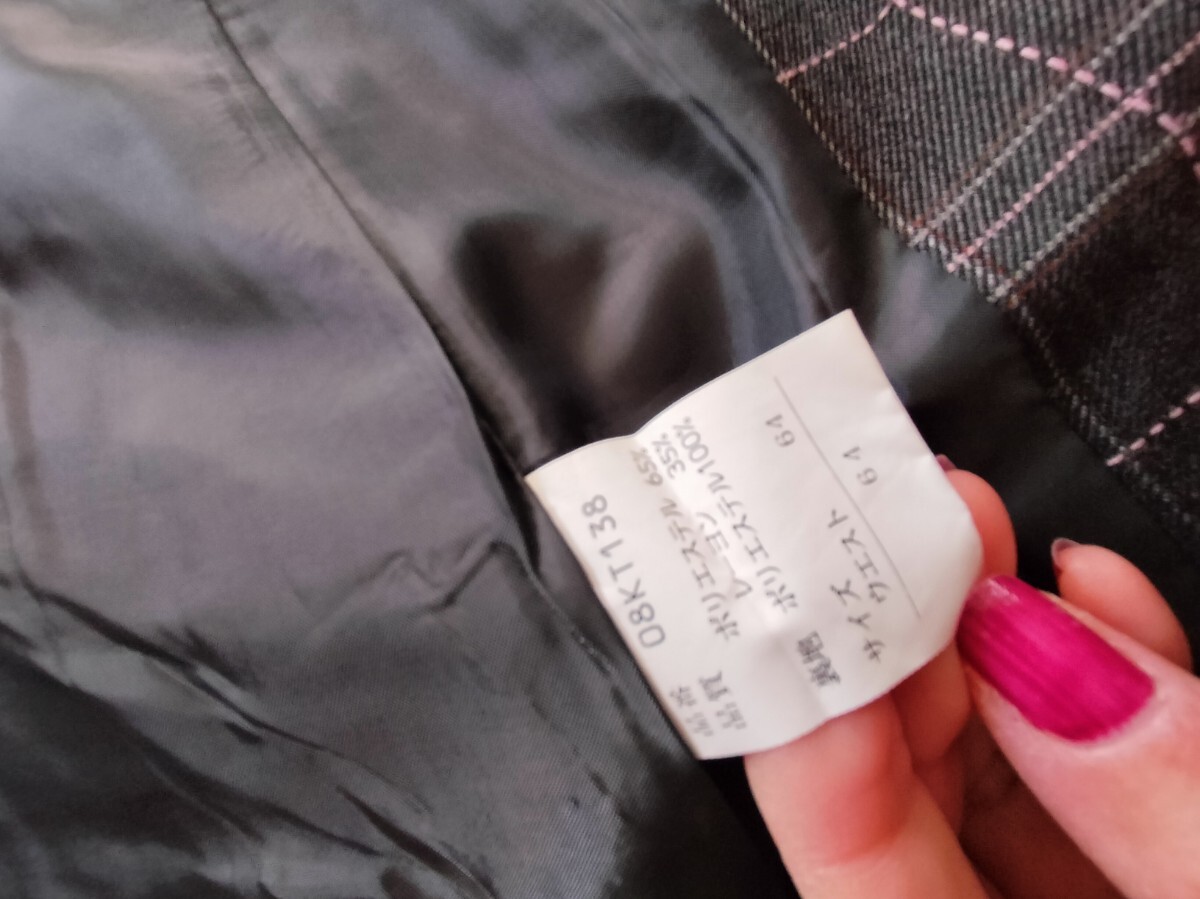 品番 08KT138
品質 ポリエステル 65%
レーヨン 35%
裏地 ポリエステル100%
サイズ 64
ウエスト 64